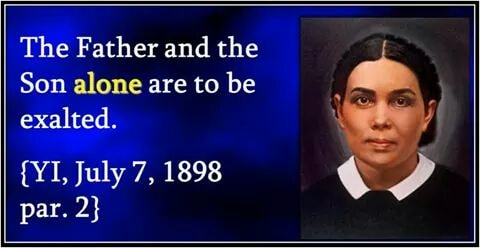 The Father and the
Son alone are to be
exalted.
{YI, July 7, 1898
par. 2}